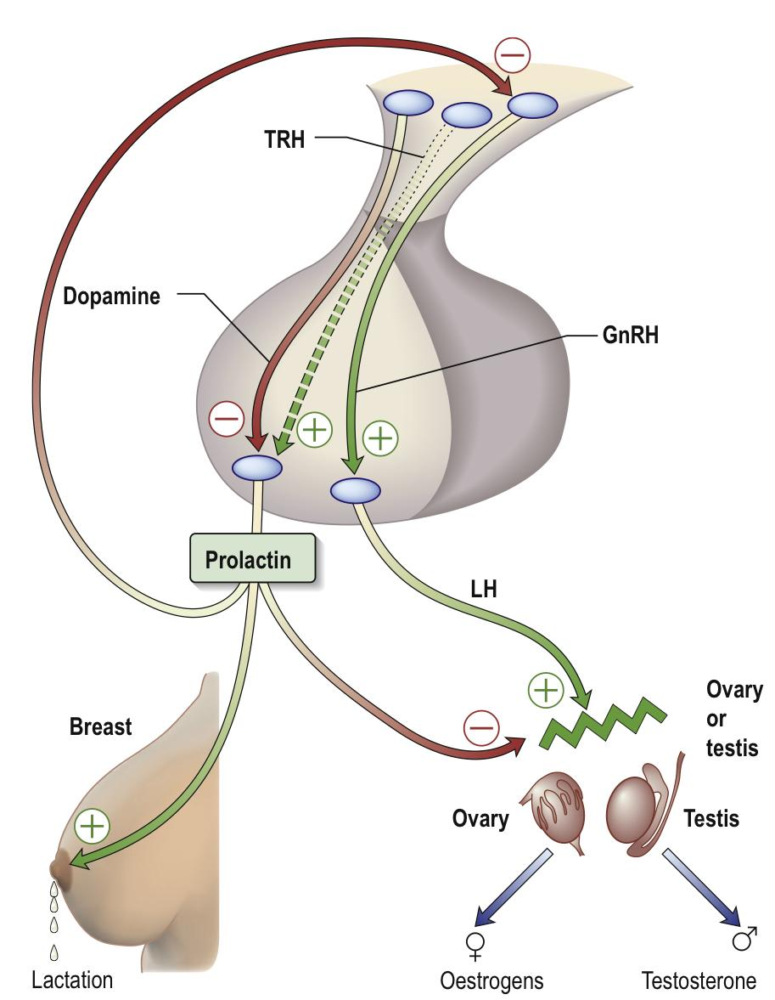 TRH
Dopamine
GnRH
Prolactin
LH
Breast
Ovary
or
testis
Ovary
Testis
Lactation
Oestrogens
Testosterone